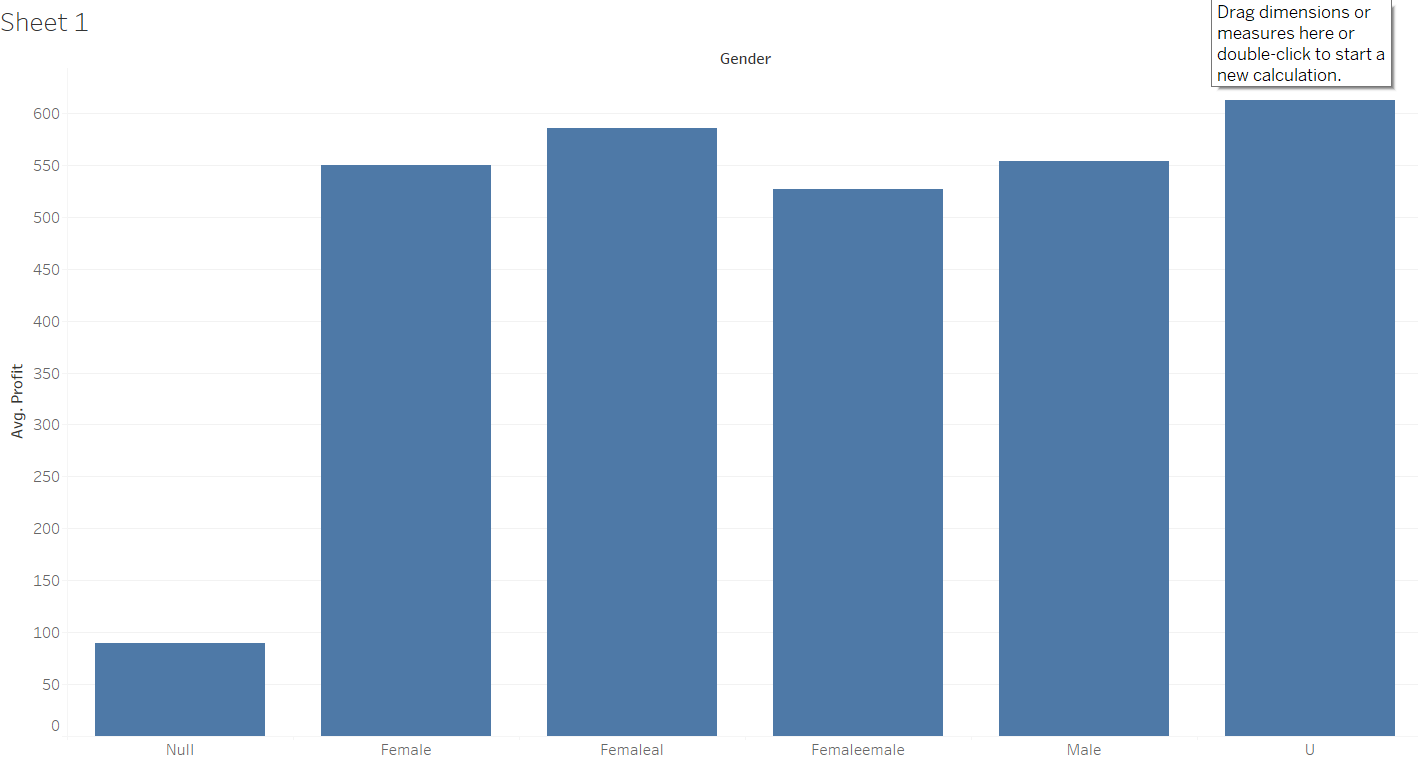 Sheet 1
Drag dimensions or
measures here or
double-click to start a
new calculation.
Gender
600
550
500
450
400
350
300
250
200
150
100
50
0
Avg. Profit
Null
Female
Femaleal
Femaleemale
Male
U